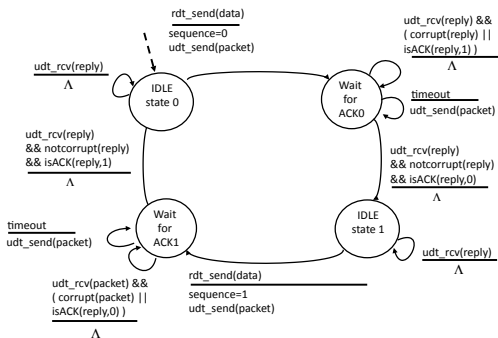 rdt_send(data)
sequence=0
udt_send(packet)
udt_rcv(reply) &&
( corrupt(reply) ||
isACK(reply,1) )
Λ
udt_rcv(reply)
Λ
IDLE
state 0
Wait
for
ACK0
timeout
udt_send(packet)
udt_rcv(reply)
&& notcorrupt(reply)
&& isACK(reply,1)
Λ
udt_rcv(reply)
&& notcorrupt(reply)
&& isACK(reply,0)
Λ
timeout
udt_send(packet)
Wait
for
ACK1
IDLE
state 1
udt_rcv(reply)
Λ
udt_rcv(packet) &&
( corrupt(packet) ||
isACK(reply,0) )
Λ
rdt_send(data)
sequence=1
udt_send(packet)